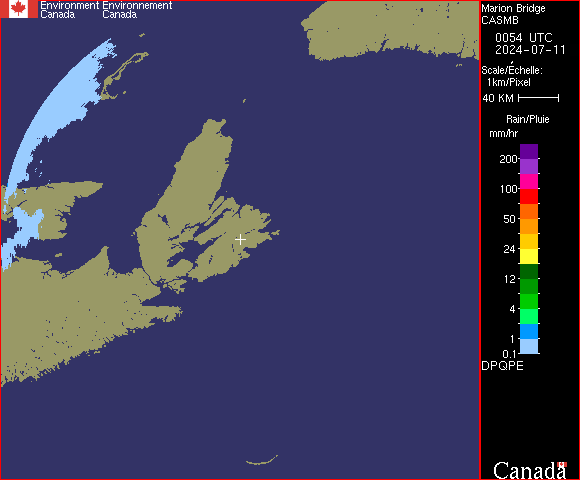 Environment Environnement
Canada Canada
Marion Bridge
CASMB
0054 UTC
2024-07-11
Scale/Échelle:
1km/Pixel
40 KM
Rain/Pluie
mm/hr
200
100
50
24
12
4
1
0.1
DPQPE
Canada